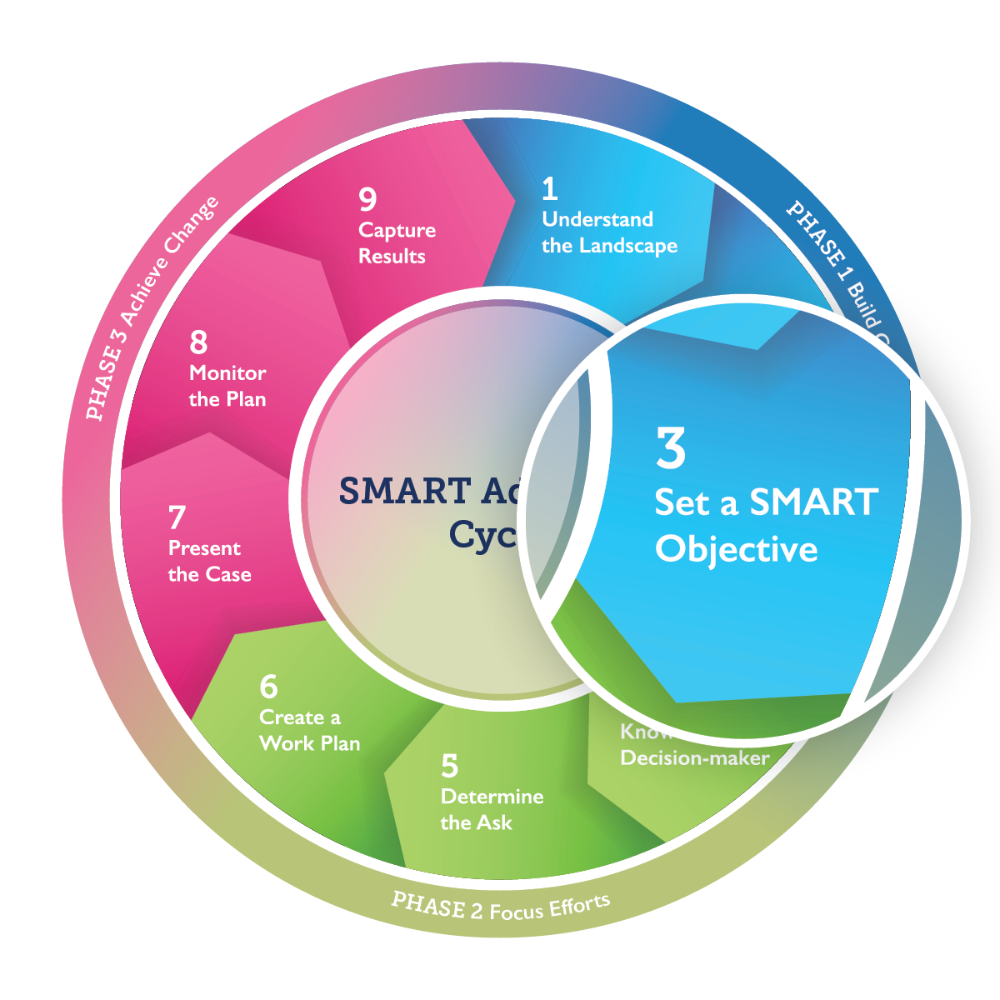 SMART
Cyc
PHASE 1 Build
1
Understand
the Landscape
3
Set a SMART
Objective
Know
Decision-maker
PHASE 2 Focus Efforts
5
Determine
the Ask
6
Create a
Work Plan
PHASE 3 Achieve Change
7
Present
the Case
8
Monitor
the Plan
9
Capture
Results